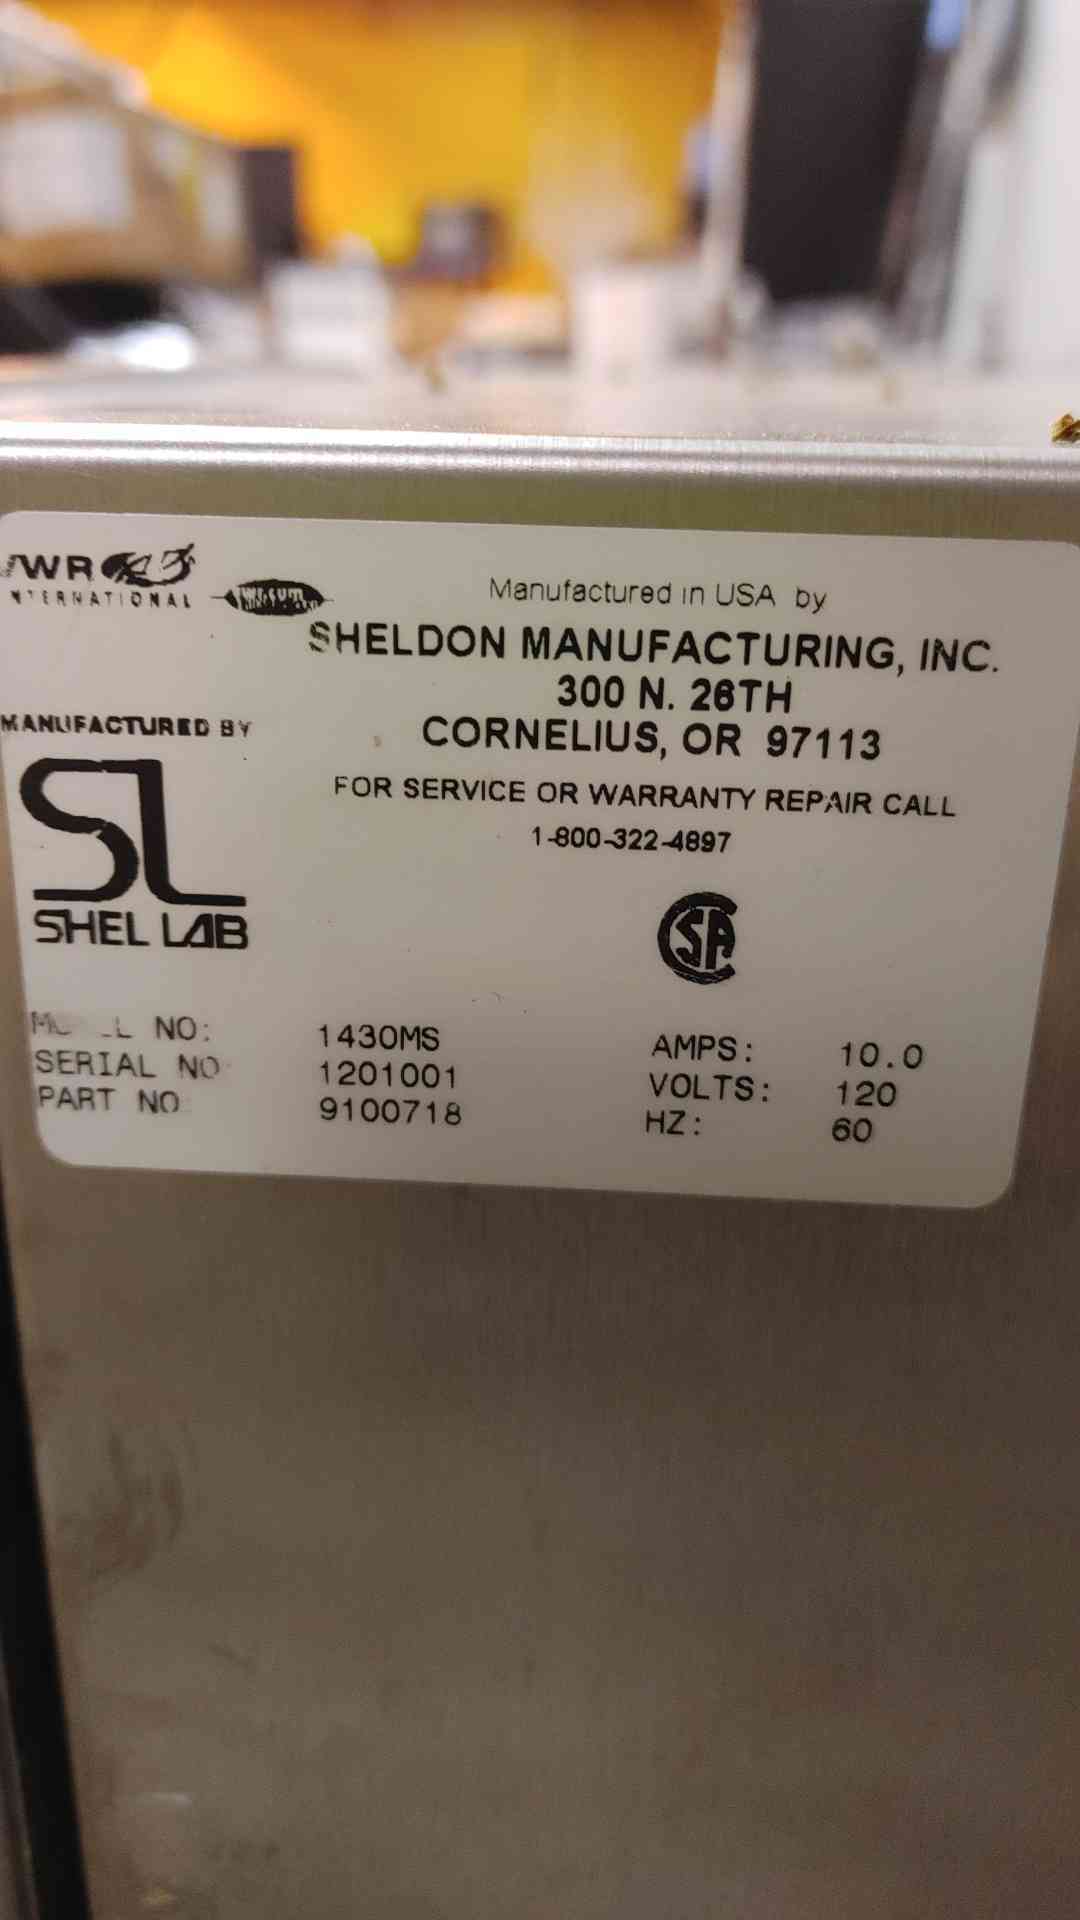 VWR
INTERNATIONAL
Manufactured in USA by
SHELDON MANUFACTURING, INC.
300 N. 26TH
CORNELIUS, OR 97113
FOR SERVICE OR WARRANTY REPAIR CALL
1-800-322-4897
MANUFACTURED BY
SL
SHEL LAB
CSA
NO: 1430MS
SERIAL NO 1201001
PART NO 9100718
AMPS: 10.0
VOLTS: 120
HZ: 60